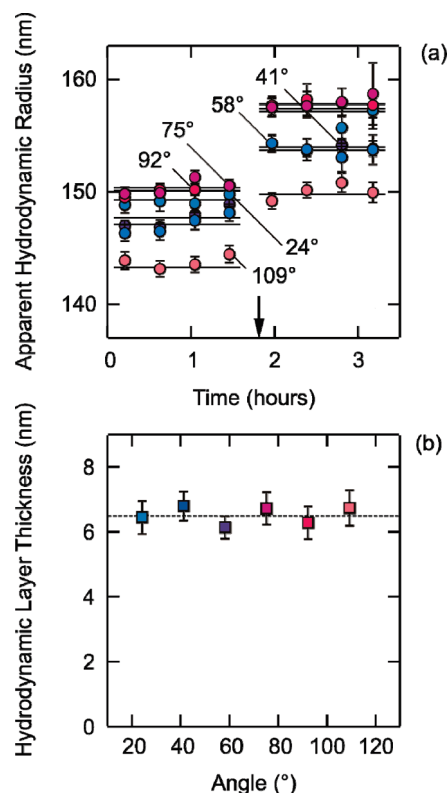 (a)
Apparent Hydrodynamic Radius (nm)
160
150
140
41°
58°
75°
92°
24°
109°
0 1 2 3
Time (hours)
(b)
Hydrodynamic Layer Thickness (nm)
8
6
4
2
0
20 40 60 80 100 120
Angle (°)